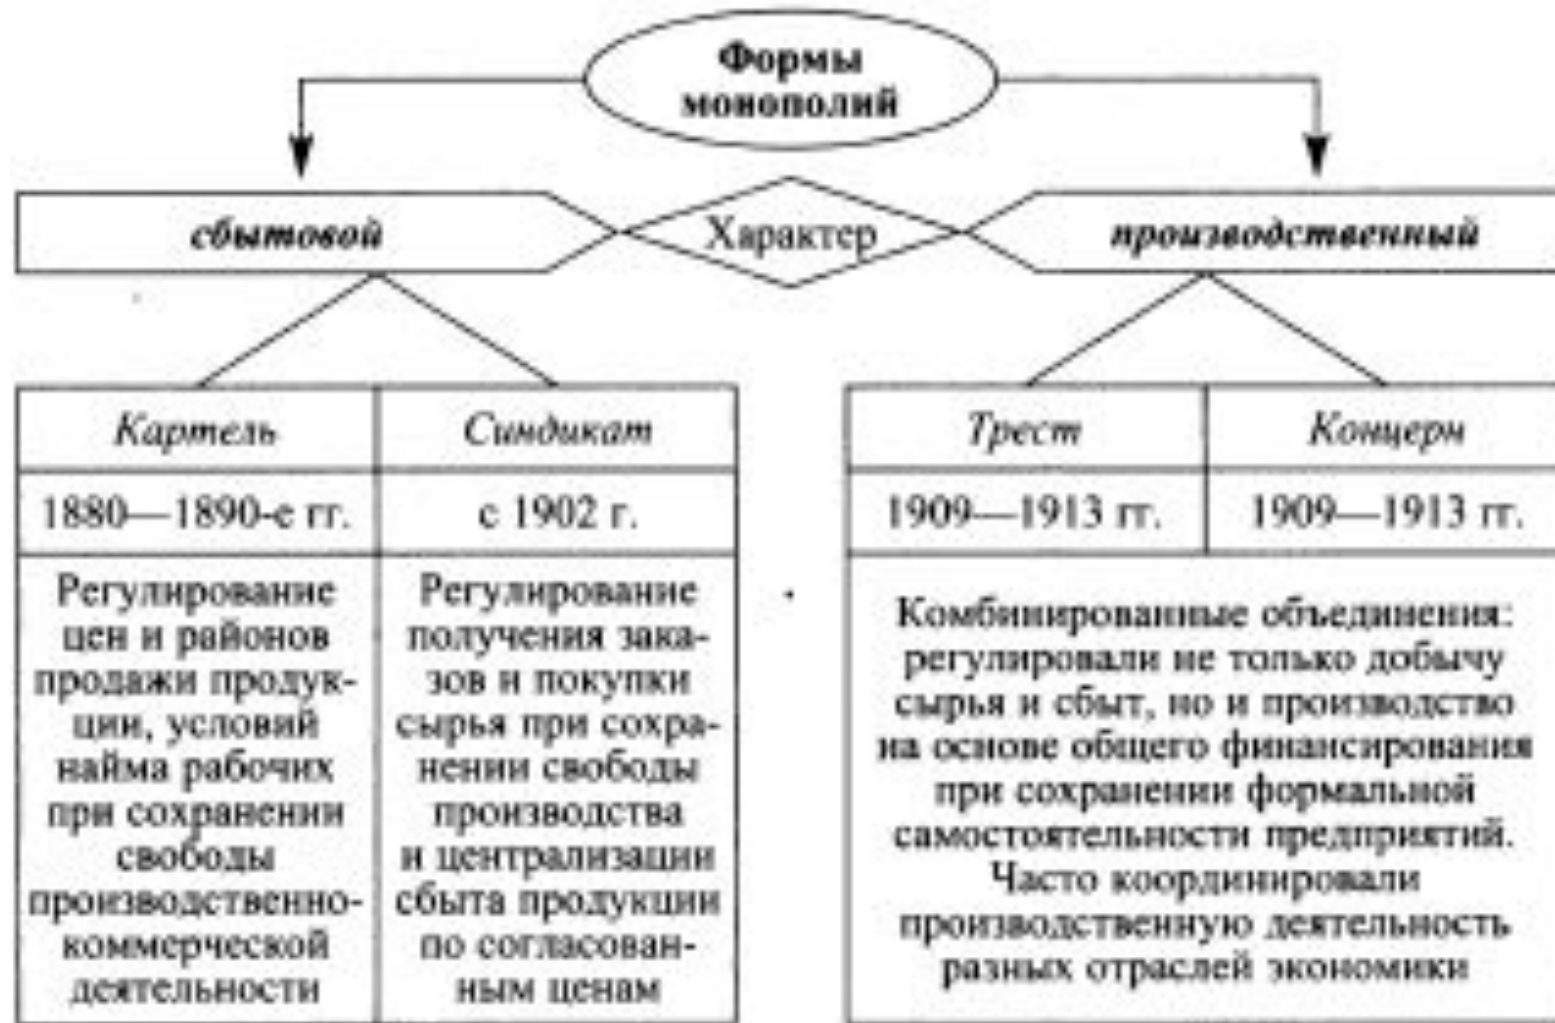 Формы
монополий
сбытовой
Характер
производственный
Картель
Синдикат
Трест
Концерн
1880—1890-е гг.
с 1902 г.
1909—1913 гг.
1909—1913 гг.
Регулирование
цен и районов
продажи продук-
ции, условий
найма рабочих
при сохранении
свободы
производственно-
коммерческой
деятельности
Регулирование
получения зака-
зов и покупки
сырья при сохра-
нении свободы
производства
и централизации
сбыта продукции
по согласован-
ным ценам
Комбинированные объединения:
регулировали не только добычу
сырья и сбыт, но и производство
на основе общего финансирования
при сохранении формальной
самостоятельности предприятий.
Часто координировали
производственную деятельность
разных отраслей экономики